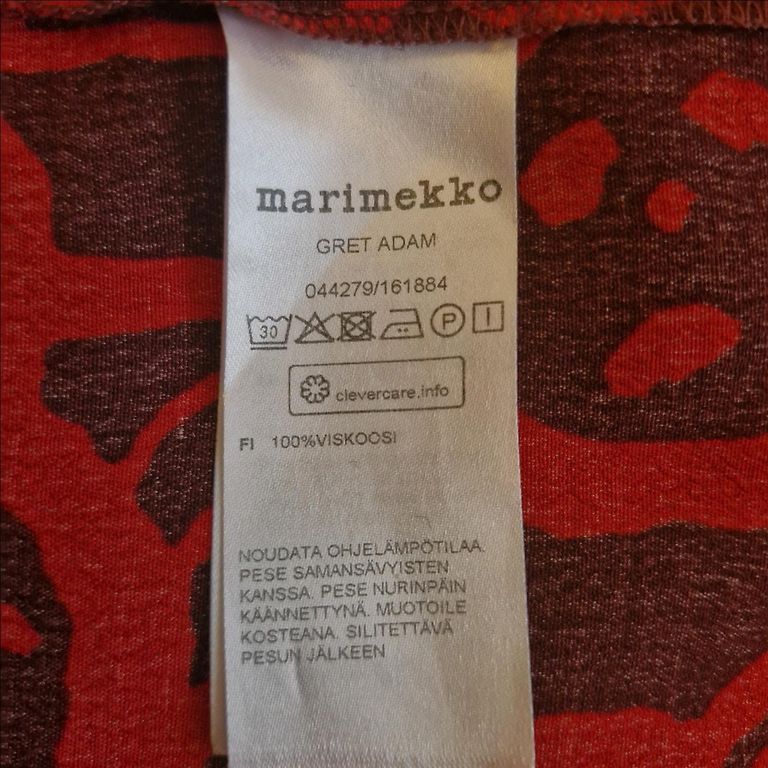 marimekko
GRET ADAM
044279/161884
30 P
clevercare.info
FI 100%VISKOOSI
NOUDATA OHJELÄMPÖTILAA.
PESE SAMANSÄVYISTEN
KANSSA. PESE NURINPÄIN
KÄÄNNETTYNÄ. MUOTOILE
KOSTEANA. SILITETTÄVÄ
PESUN JÄLKEEN